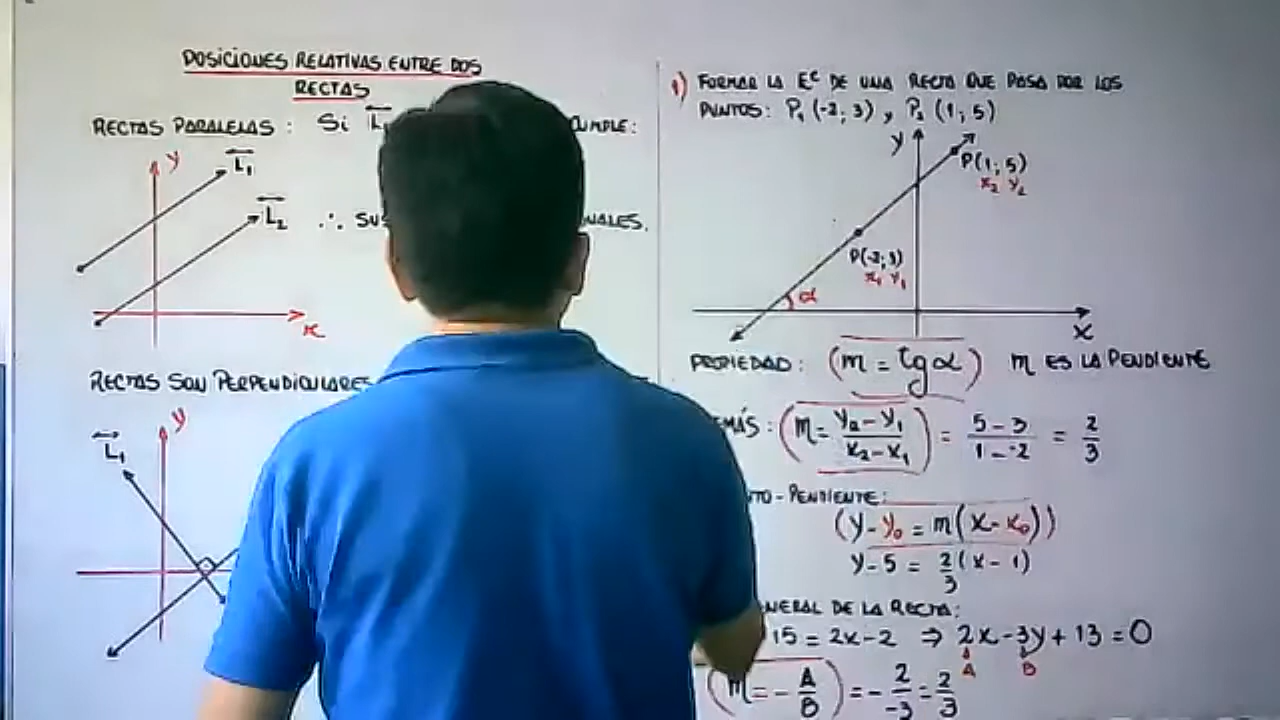 POSICIONES RELATIVAS ENTRE DOS
RECTAS
RECTAS PARALELAS : Si L₁
CUMPLE:
y
L₁
L₂
∴ SUS
x
RECTAS SON PERPENDICULARES
y
L₁
1) FORMAR LA Eᶜ DE UNA RECTA QUE PASA POR LOS
PUNTOS: P₁ (-2; 3) y P₂ (1; 5)
y
P(1; 5)
x₂ y₂
P(-2; 3)
x₁ y₁
α
x
PROPIEDAD: (m = tg α) m ES LA PENDIENTE
(m = y₂ - y₁ / x₂ - x₁) = 5 - 3 / 1 - -2 = 2/3
- PENDIENTE:
(y - y₀ = m(x - x₀))
y - 5 = 2/3 (x - 1)
DE LA RECTA:
15 = 2x - 2 ⇒ 2x - 3y + 13 = 0
A B
(m = - A/B) = - 2/-3 = 2/3